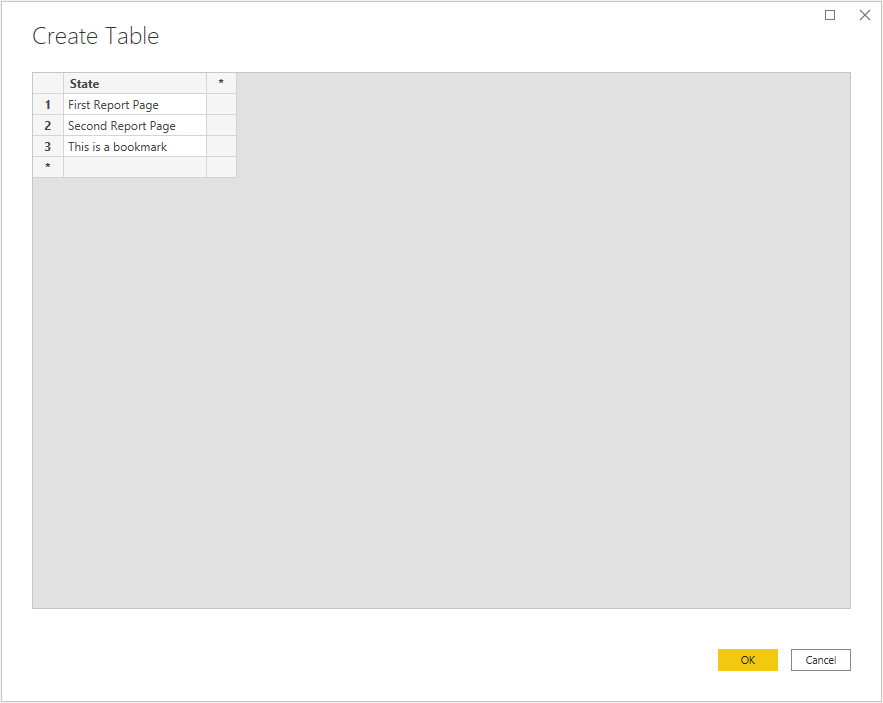 Create Table
State *
1 First Report Page
2 Second Report Page
3 This is a bookmark
*
OK Cancel